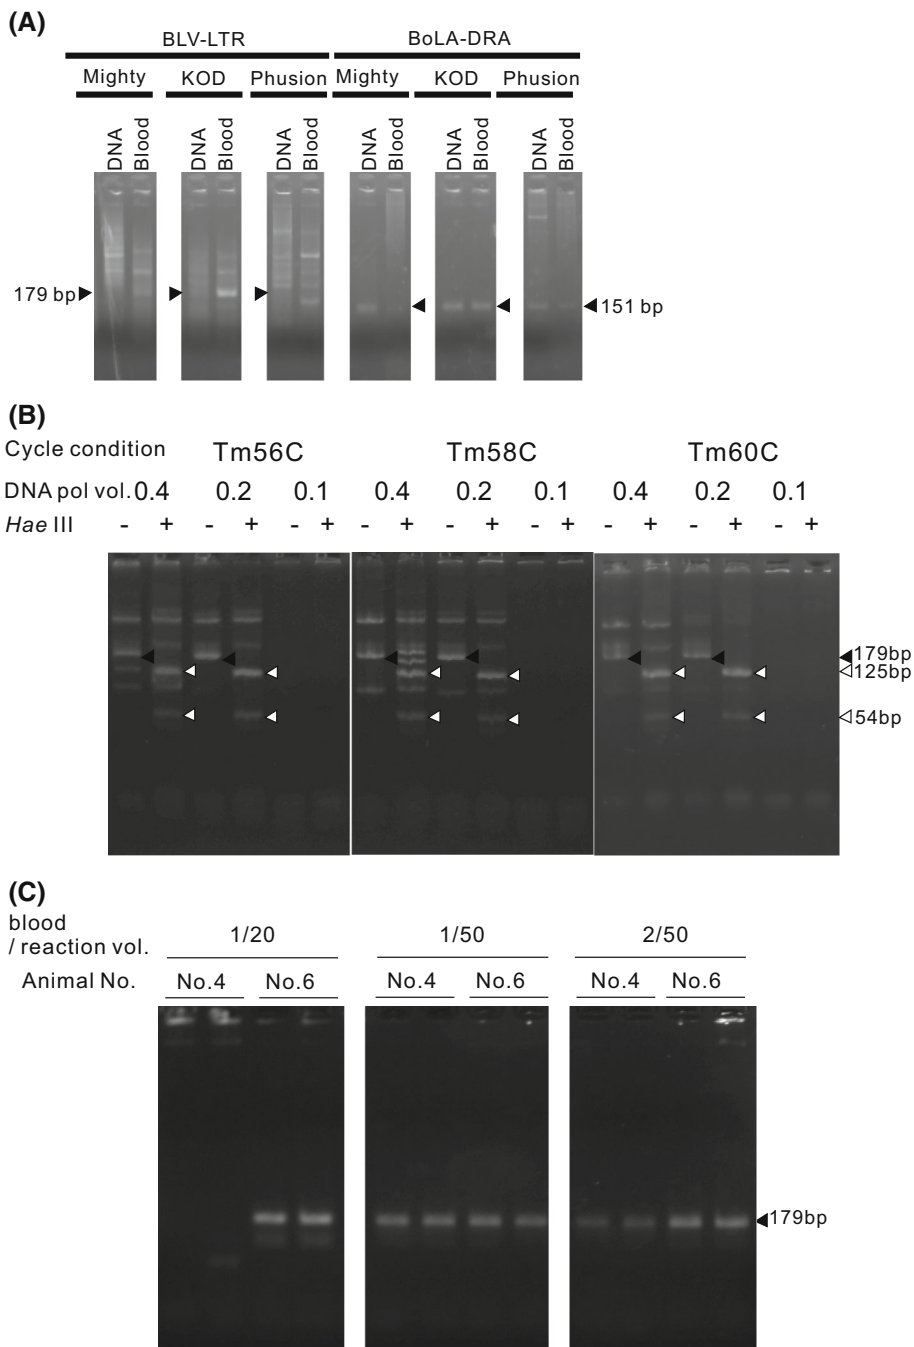 (A)
BLV-LTR BoLA-DRA
Mighty KOD Phusion Mighty KOD Phusion
DNA Blood DNA Blood DNA Blood DNA Blood DNA Blood DNA Blood
179 bp 151 bp
(B)
Cycle condition Tm56C Tm58C Tm60C
DNA pol vol. 0.4 0.2 0.1 0.4 0.2 0.1 0.4 0.2 0.1
Hae III - + - + - + - + - + - + - + - + - +
179bp
125bp
54bp
(C)
blood
/ reaction vol. 1/20 1/50 2/50
Animal No. No.4 No.6 No.4 No.6 No.4 No.6
179bp